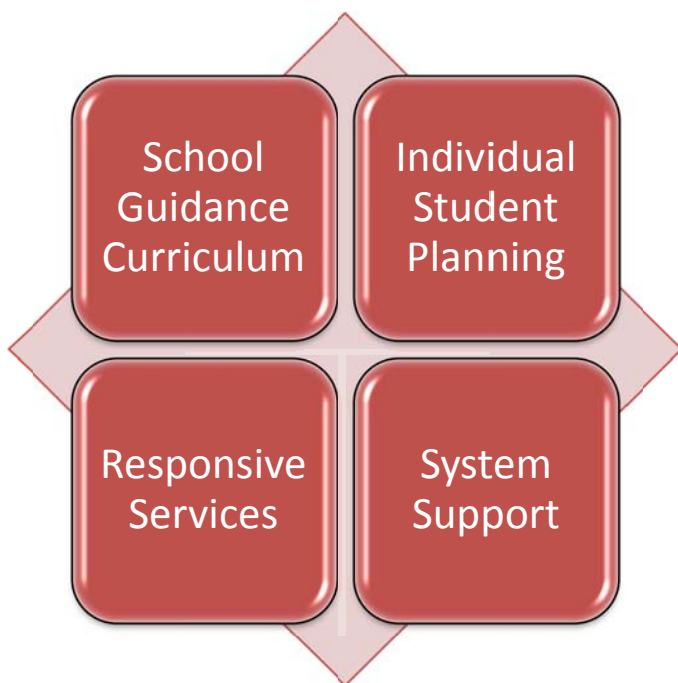 School
Guidance
Curriculum
Individual
Student
Planning
Responsive
Services
System
Support